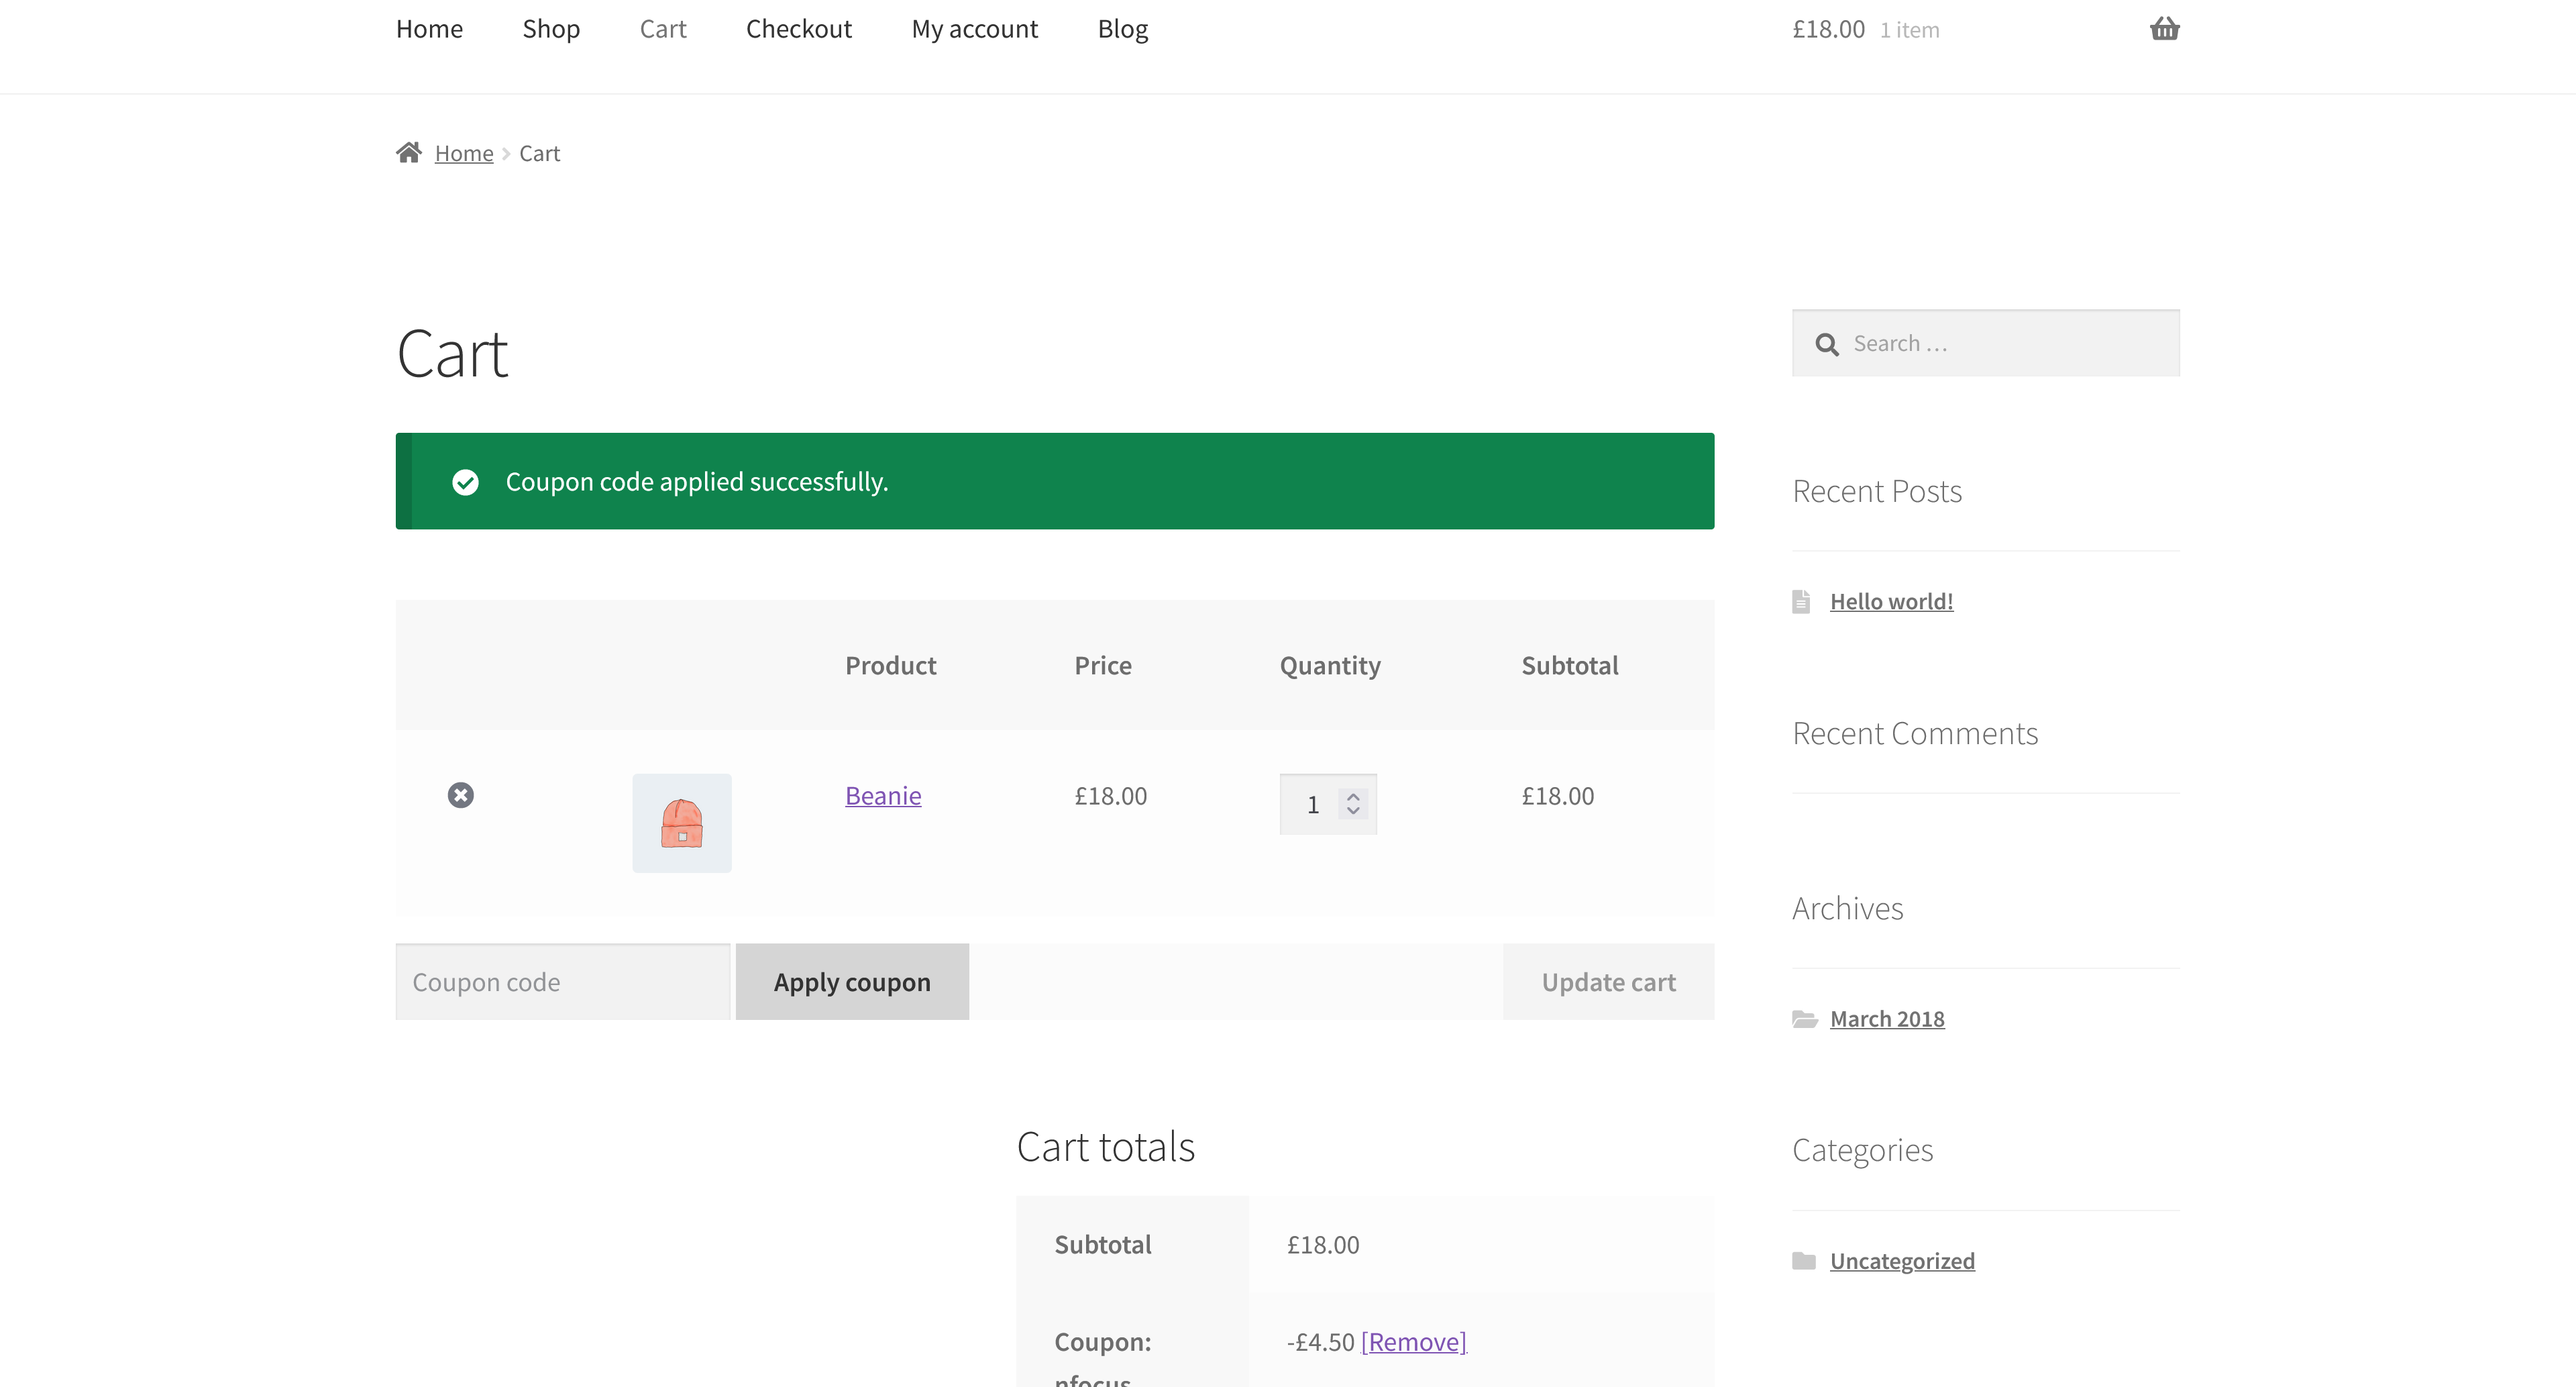 Home Shop Cart Checkout My account Blog £18.00 1 item
Home Cart
Cart
Search …
Coupon code applied successfully.
Recent Posts
Hello world!
Product Price Quantity Subtotal
Recent Comments
Beanie £18.00 1 £18.00
Archives
Coupon code Apply coupon Update cart
March 2018
Cart totals
Categories
Subtotal £18.00
Uncategorized
Coupon: -£4.50 [Remove]
nfocus